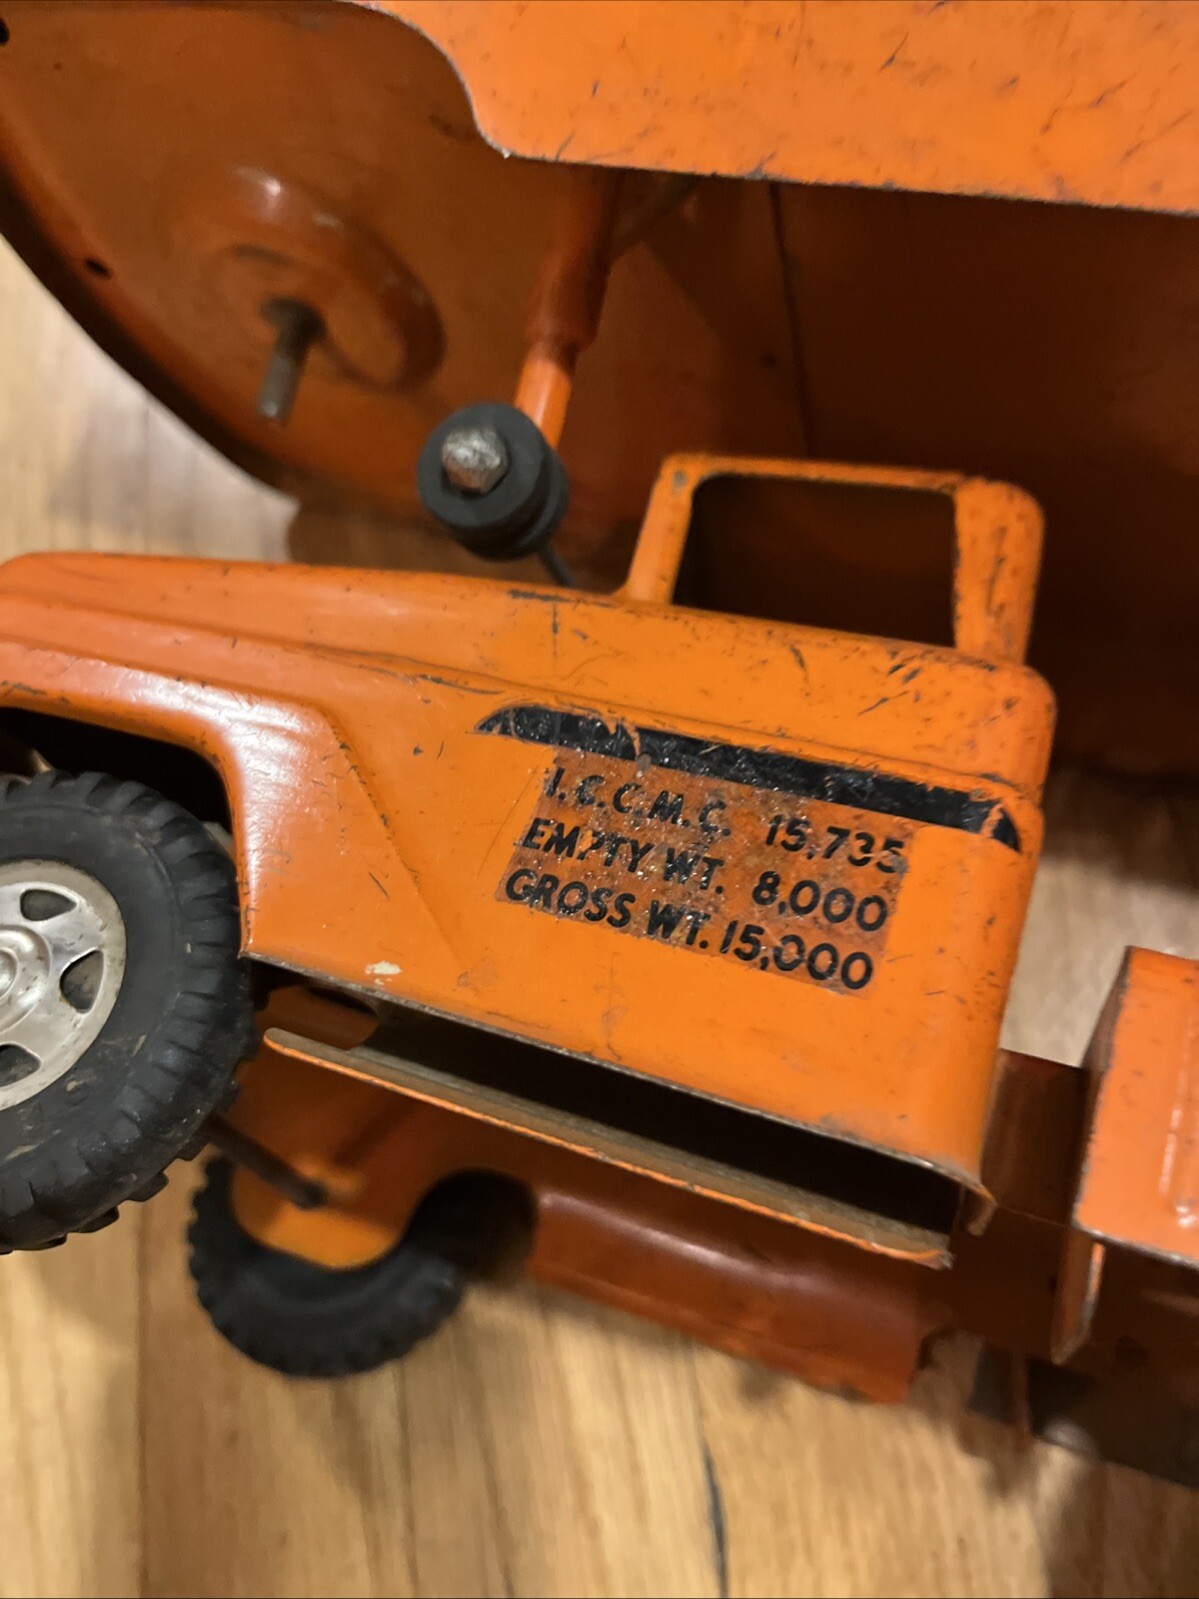 I.C.C.M.C. 15,735
EMPTY WT. 8,000
GROSS WT. 15,000